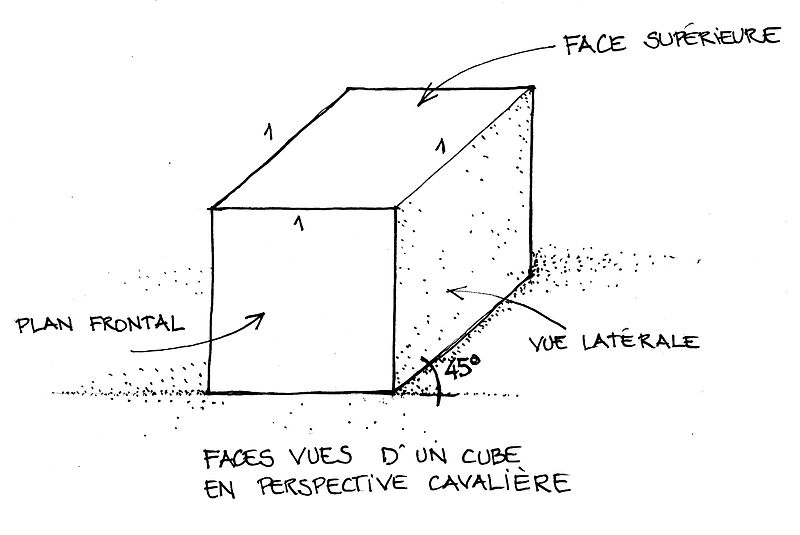 FACE SUPÉRIEURE
1
1
1
PLAN FRONTAL
VUE LATÉRALE
45°
FACES VUES D'UN CUBE
EN PERSPECTIVE CAVALIÈRE